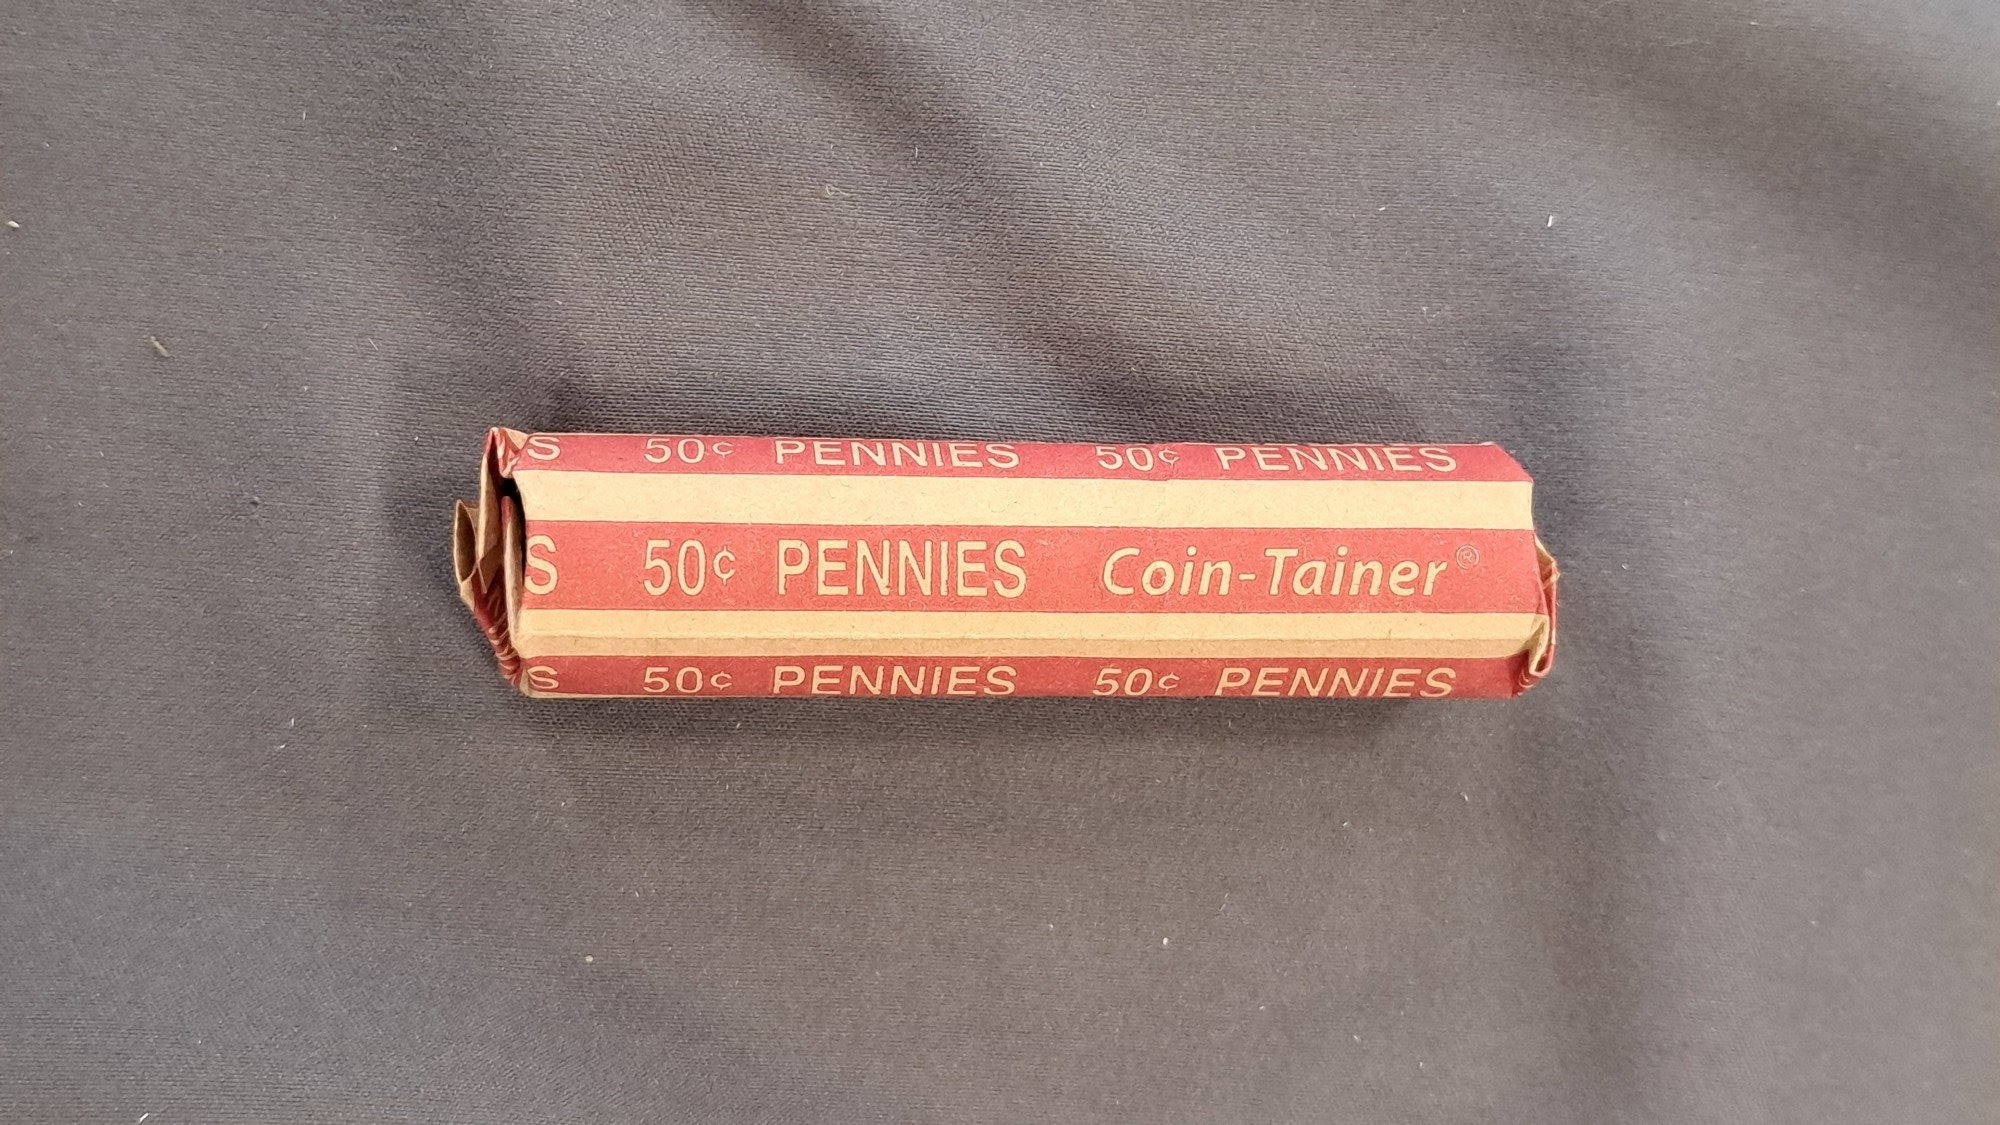 S 50¢ PENNIES 50¢ PENNIES
S 50¢ PENNIES Coin-Tainer®
S 50¢ PENNIES 50¢ PENNIES